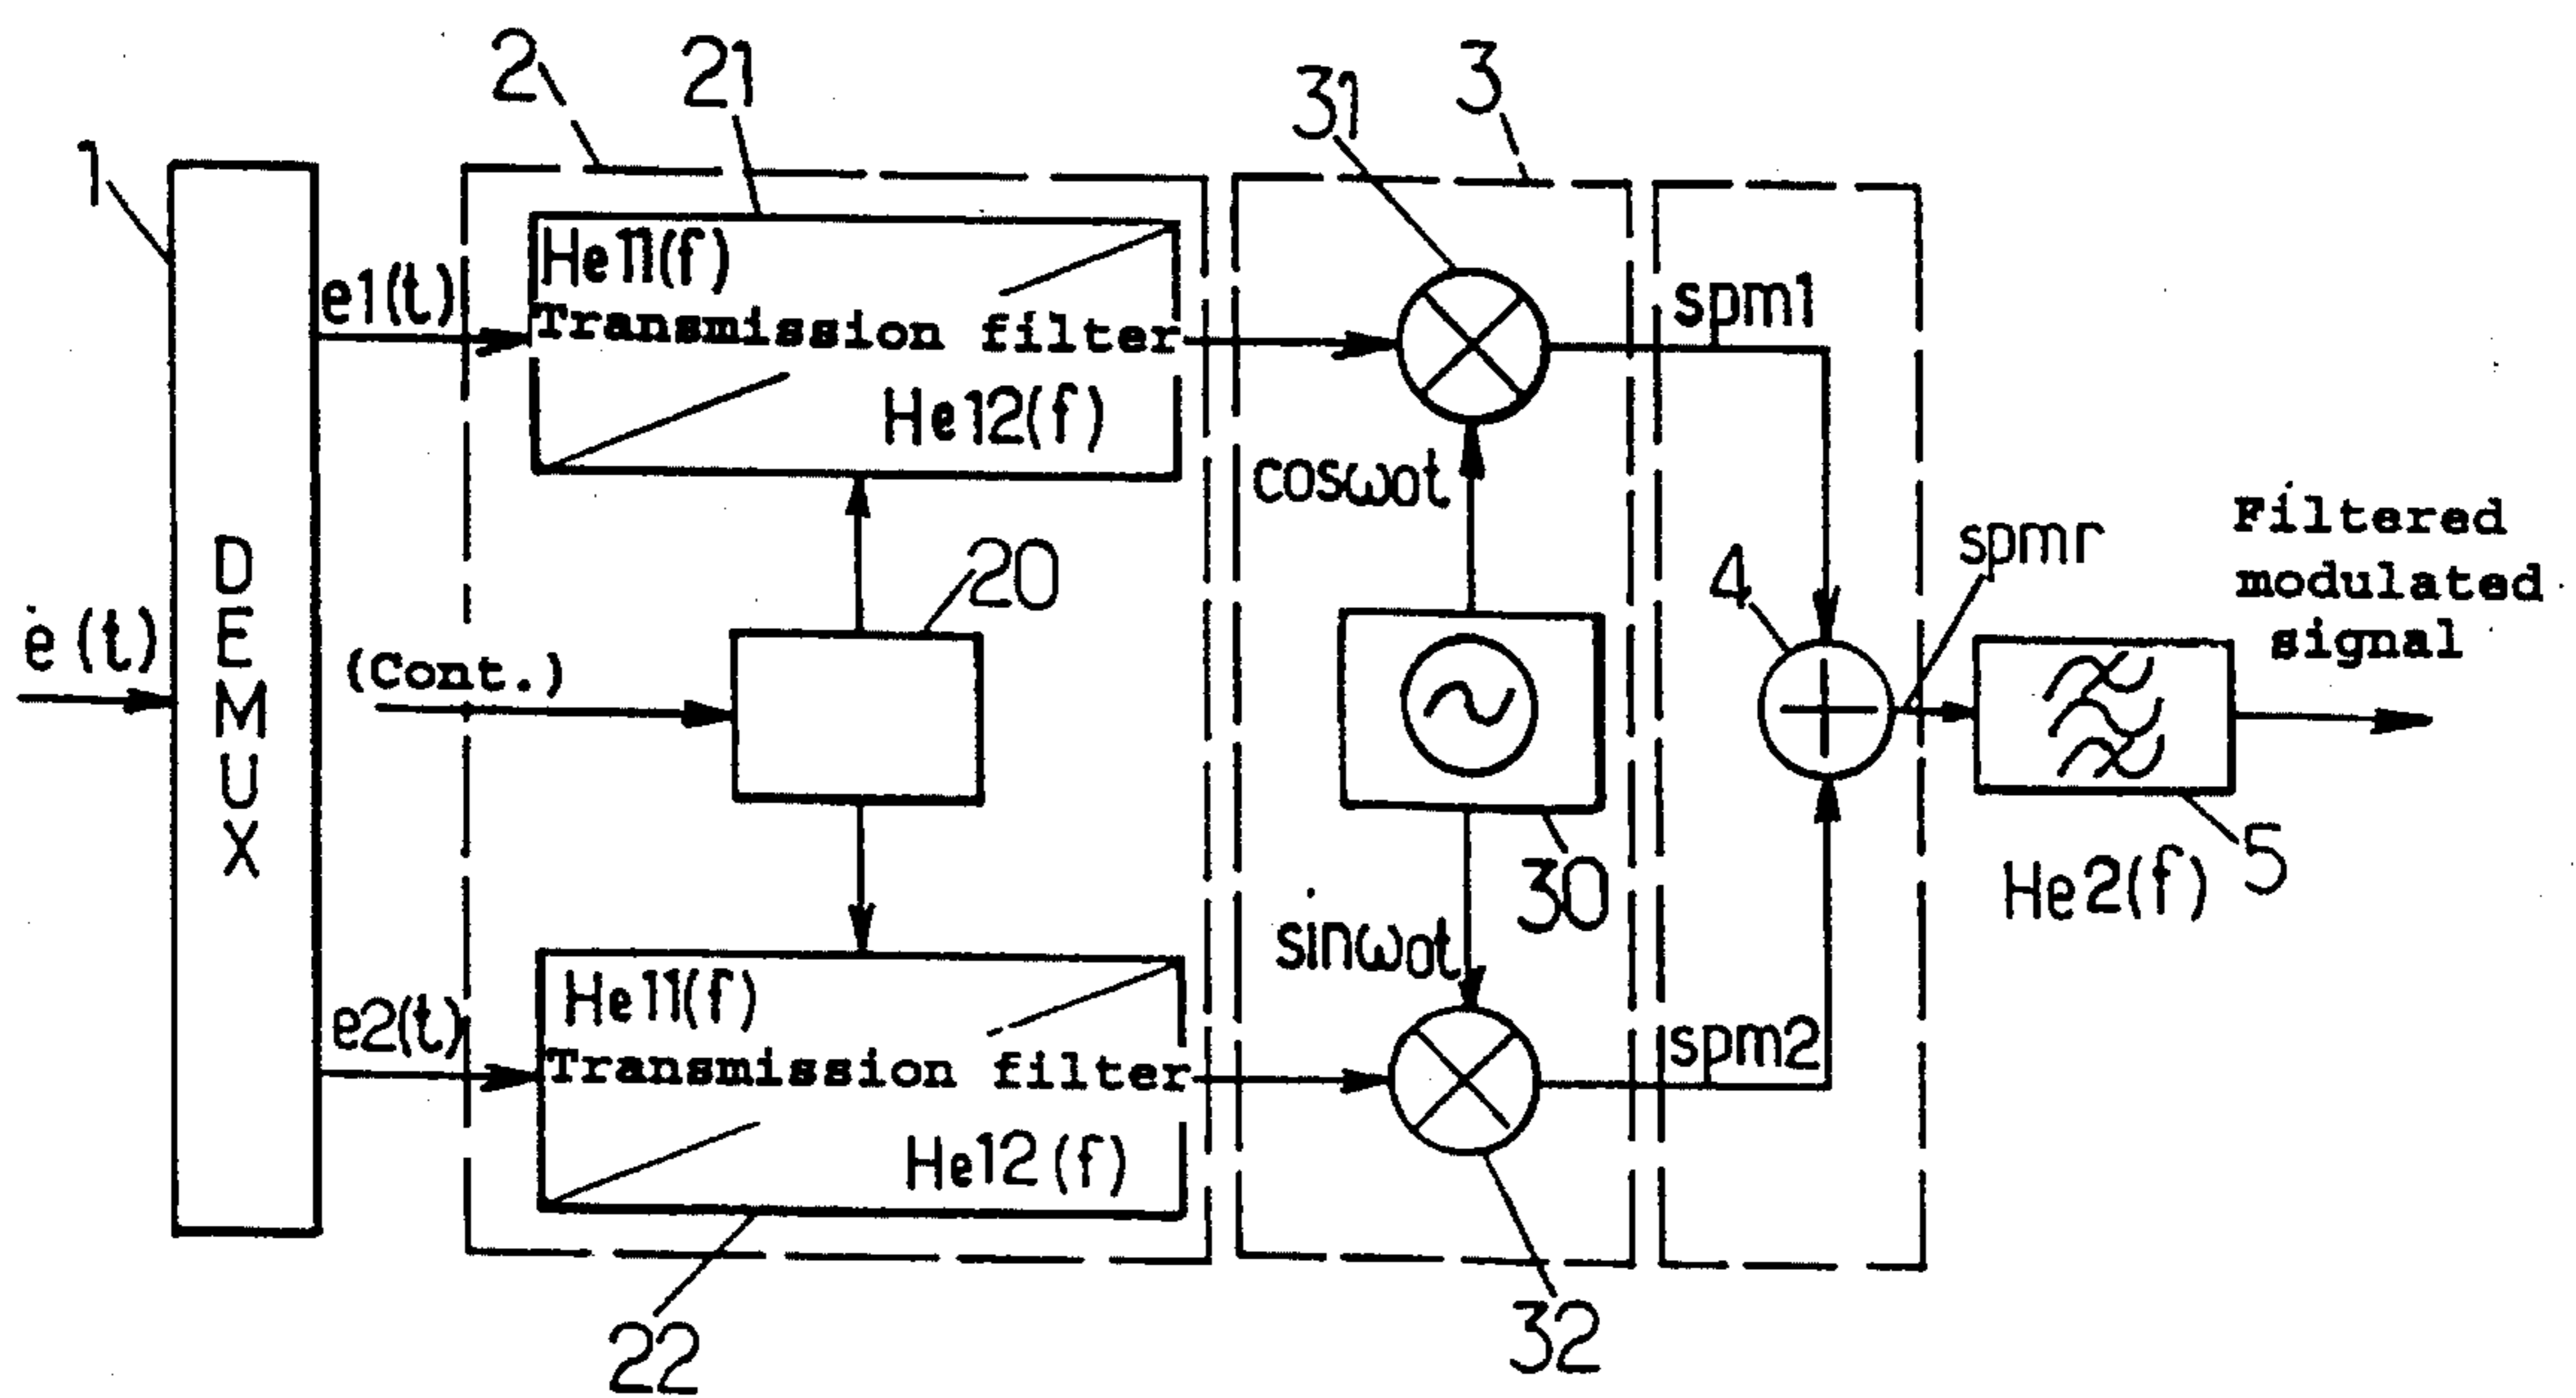 2
21
31
3
1
He11(f)
Transmission filter
He12(f)
e1(t)
spm1
cosωot
DEMUX
e(t)
(Cont.)
20
4
spmr
Filtered
modulated
signal
30
He2(f)
5
sinωot
e2(t)
He11(f)
Transmission filter
He12(f)
spm2
22
32